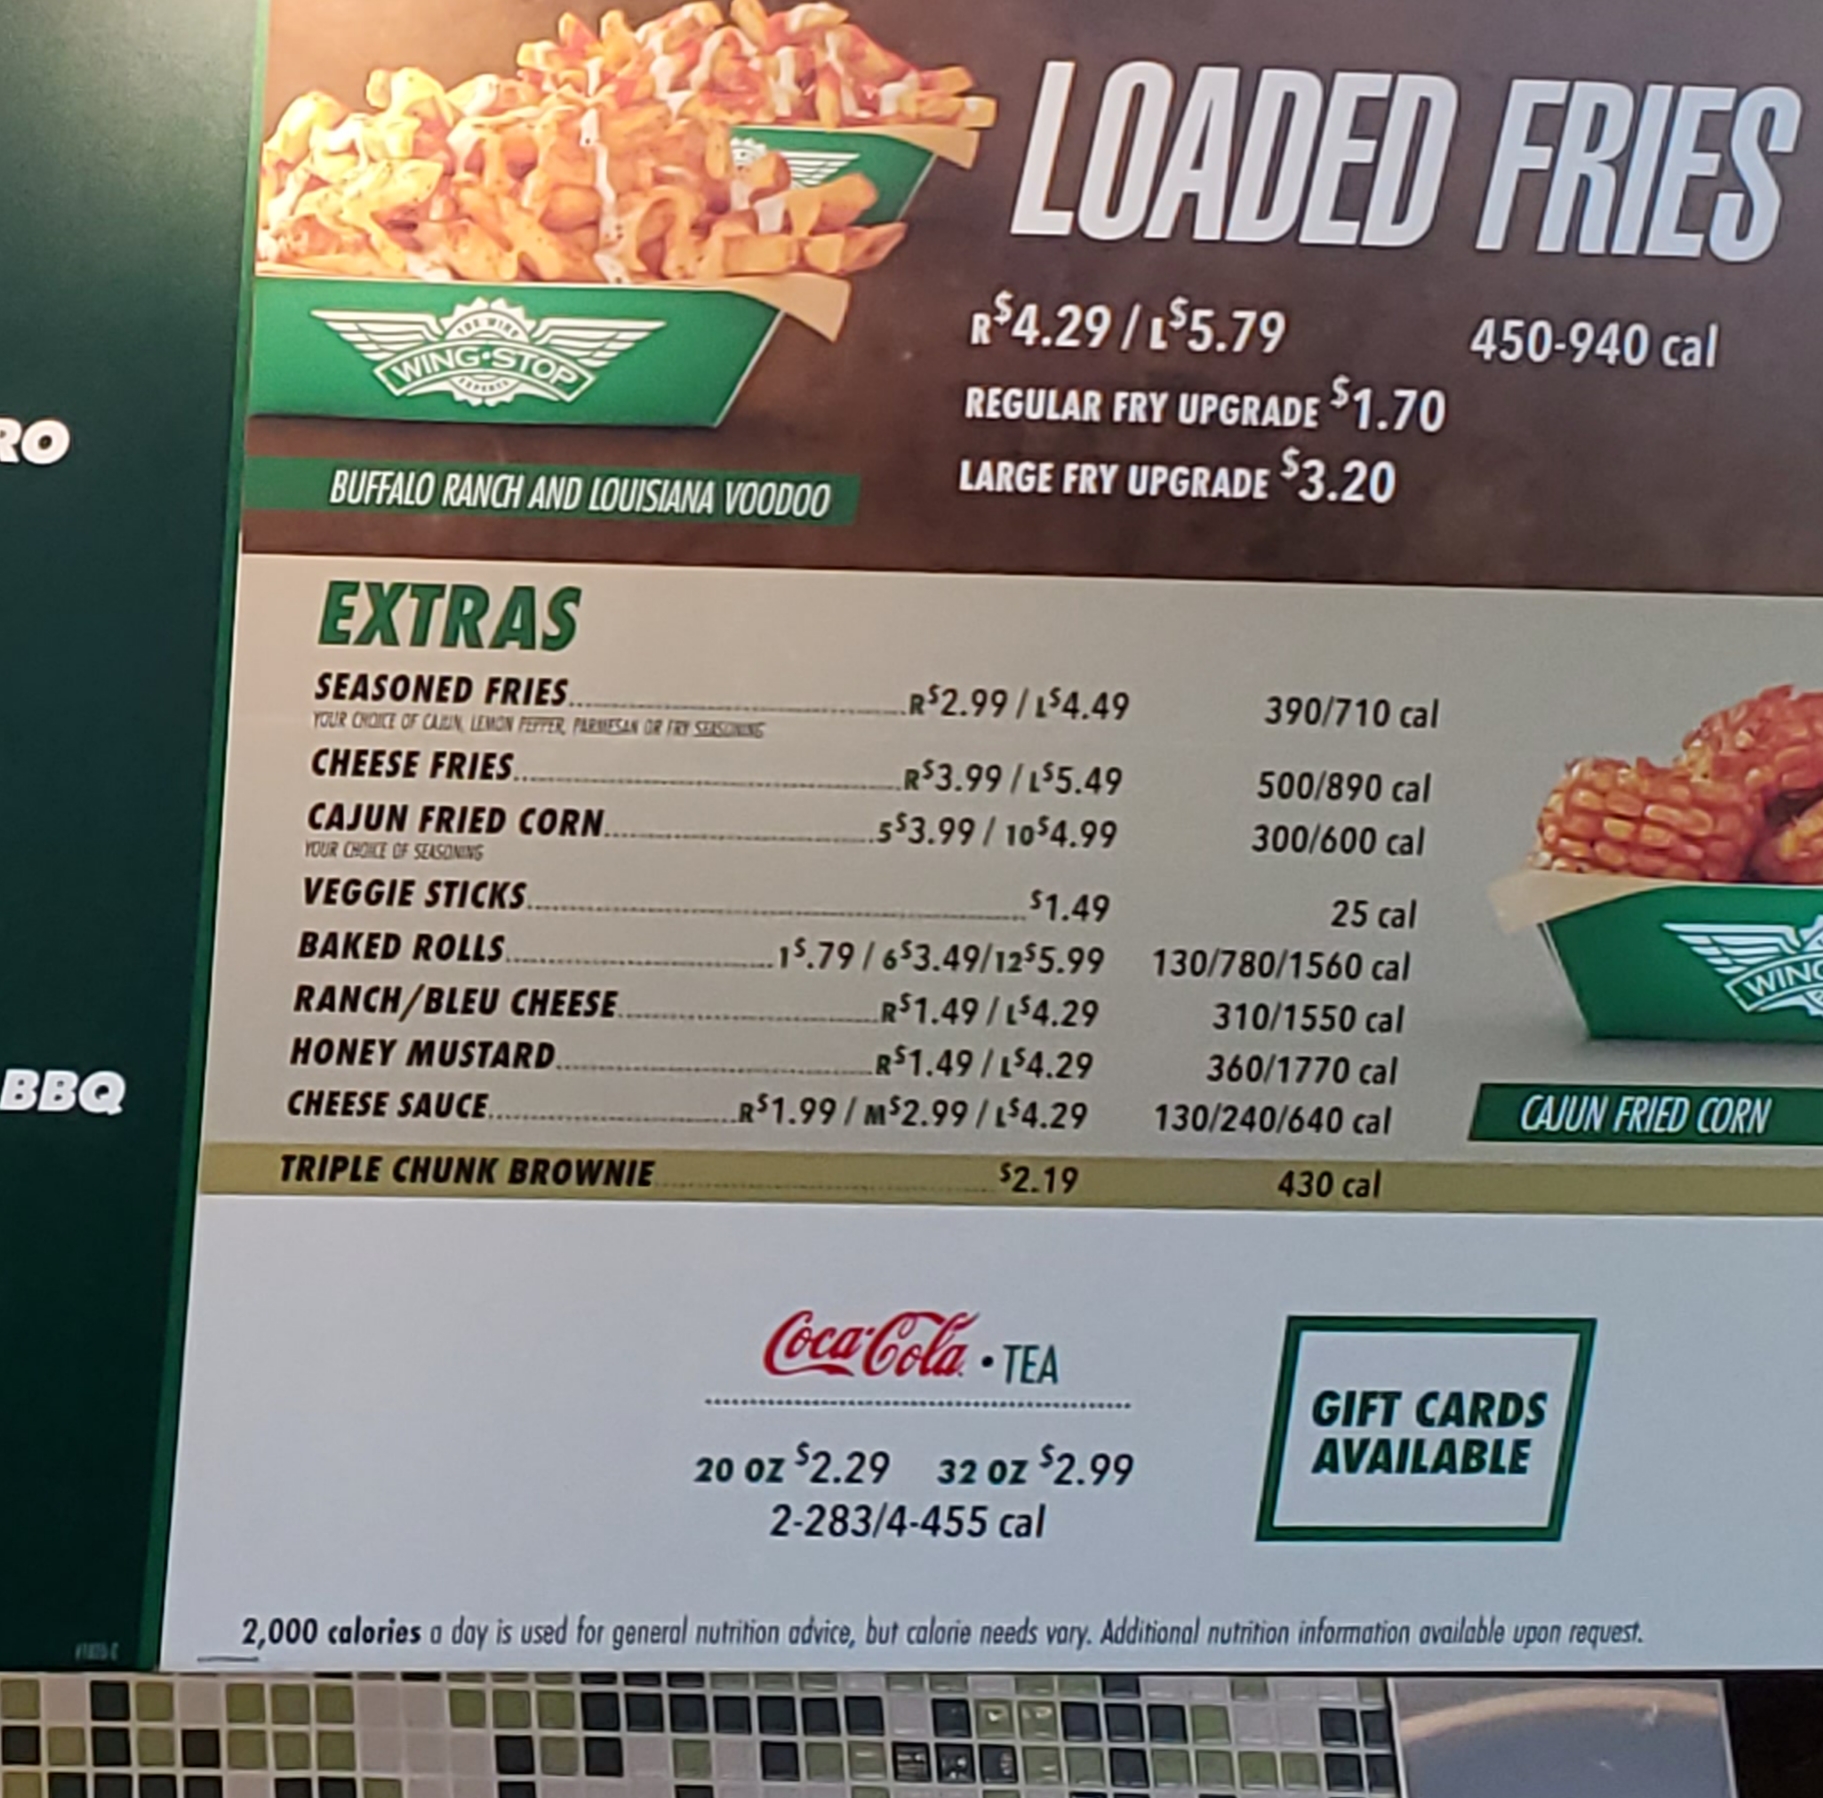 LOADED FRIES
R$4.29 / L$5.79 450-940 cal
REGULAR FRY UPGRADE $1.70
LARGE FRY UPGRADE $3.20
THE WING
WING·STOP
EXPERTS
BUFFALO RANCH AND LOUISIANA VOODOO
RO
BBQ
EXTRAS
SEASONED FRIES R$2.99 / L$4.49 390/710 cal
YOUR CHOICE OF CAJUN, LEMON PEPPER, PARMESAN OR FRY SEASONING
CHEESE FRIES R$3.99 / L$5.49 500/890 cal
CAJUN FRIED CORN 5$3.99 / 10$4.99 300/600 cal
YOUR CHOICE OF SEASONING
VEGGIE STICKS $1.49 25 cal
BAKED ROLLS 1$.79 / 6$3.49/12$5.99 130/780/1560 cal
RANCH/BLEU CHEESE R$1.49 / L$4.29 310/1550 cal
HONEY MUSTARD R$1.49 / L$4.29 360/1770 cal
CHEESE SAUCE R$1.99 / M$2.99 / L$4.29 130/240/640 cal
TRIPLE CHUNK BROWNIE $2.19 430 cal
WING
CAJUN FRIED CORN
Coca-Cola · TEA
20 OZ $2.29 32 OZ $2.99
2-283/4-455 cal
GIFT CARDS
AVAILABLE
2,000 calories a day is used for general nutrition advice, but calorie needs vary. Additional nutrition information available upon request.